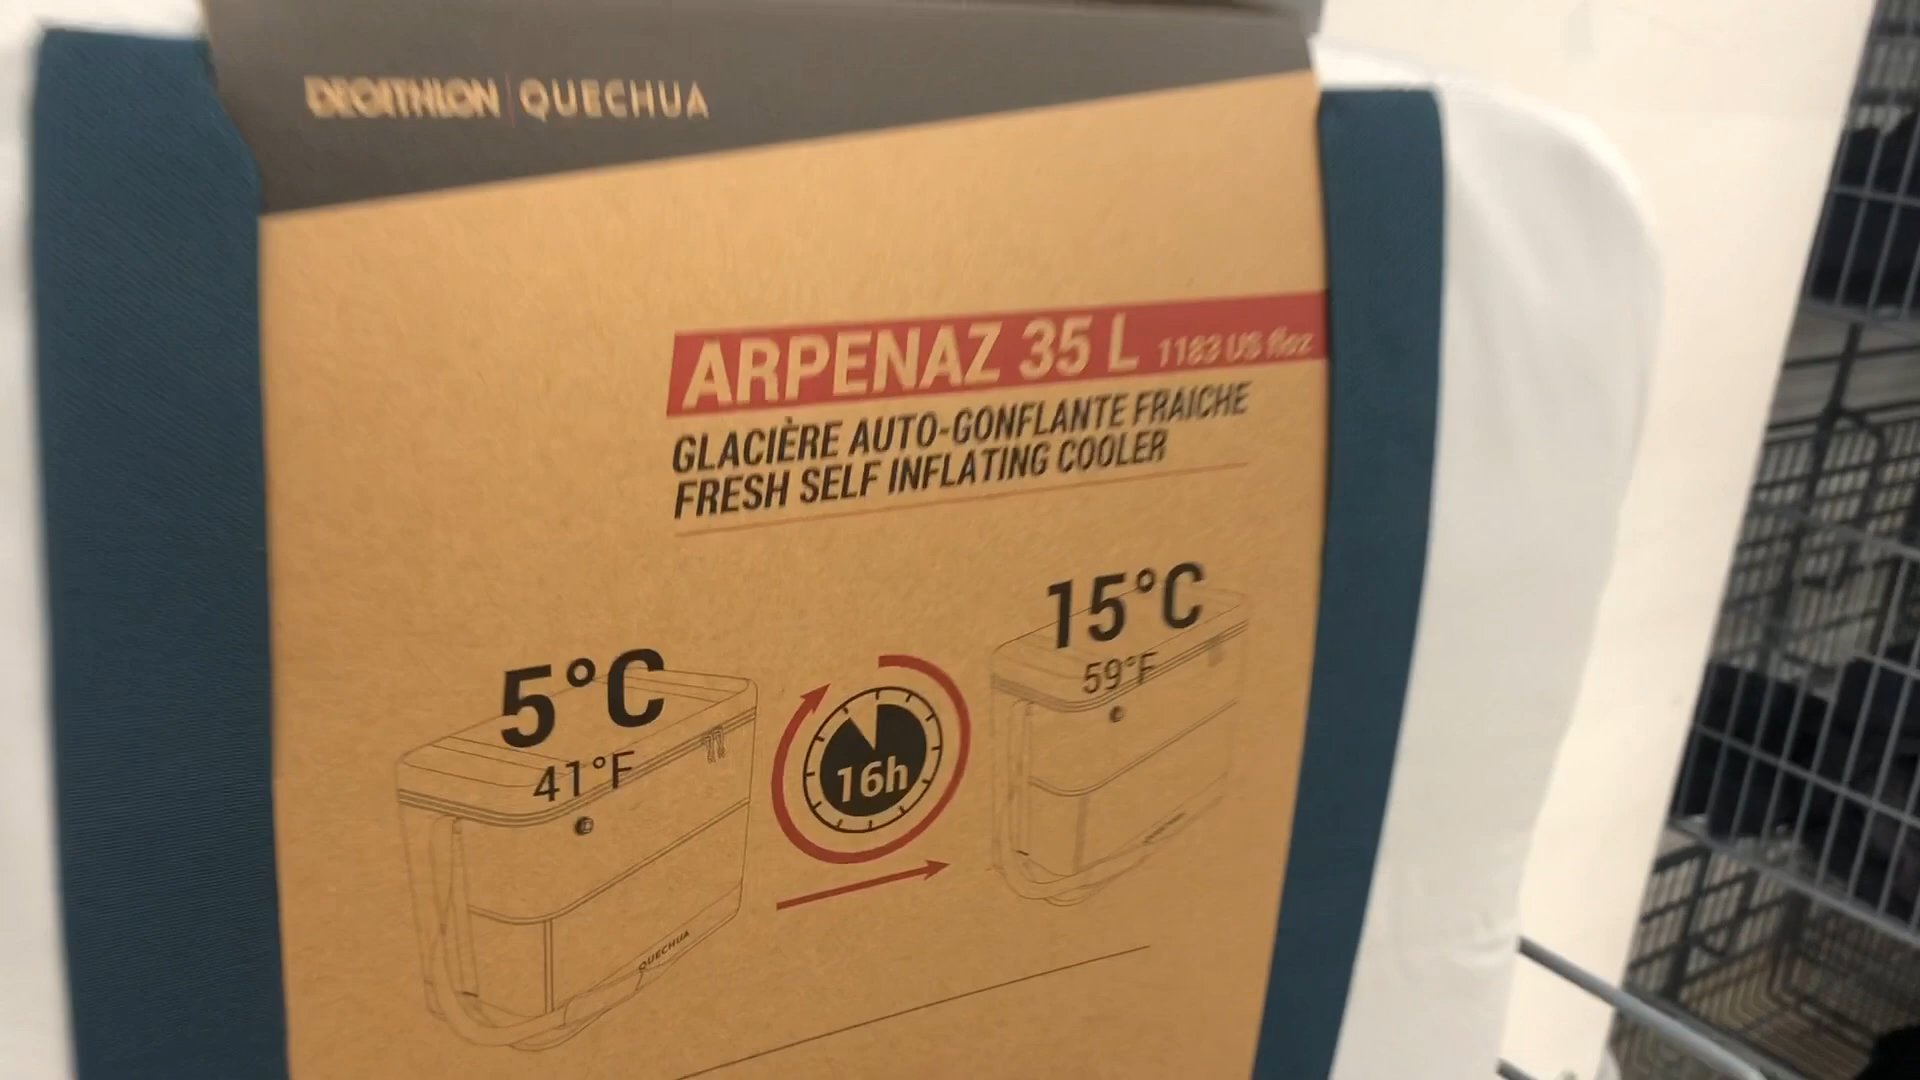 DECATHLON | QUECHUA
ARPENAZ 35 L 1183 US floz
GLACIÈRE AUTO-GONFLANTE FRAICHE
FRESH SELF INFLATING COOLER
5°C
41°F
16h
15°C
59°F
QUECHUA